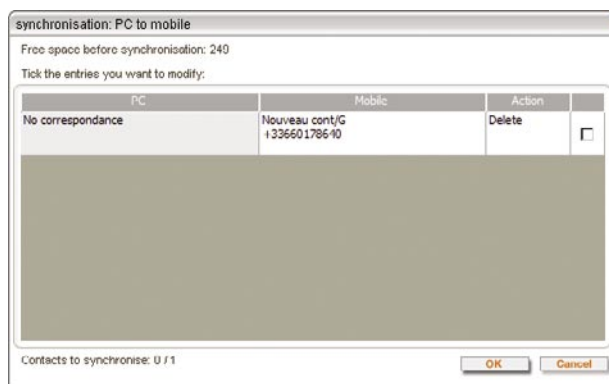 synchronisation: PC to mobile
Free space before synchronisation: 249
Tick the entries you want to modify:
PC Mobile Action
No correspondance Nouveau cont/G Delete
+33660178640
Contacts to synchronise: 0 / 1
OK Cancel